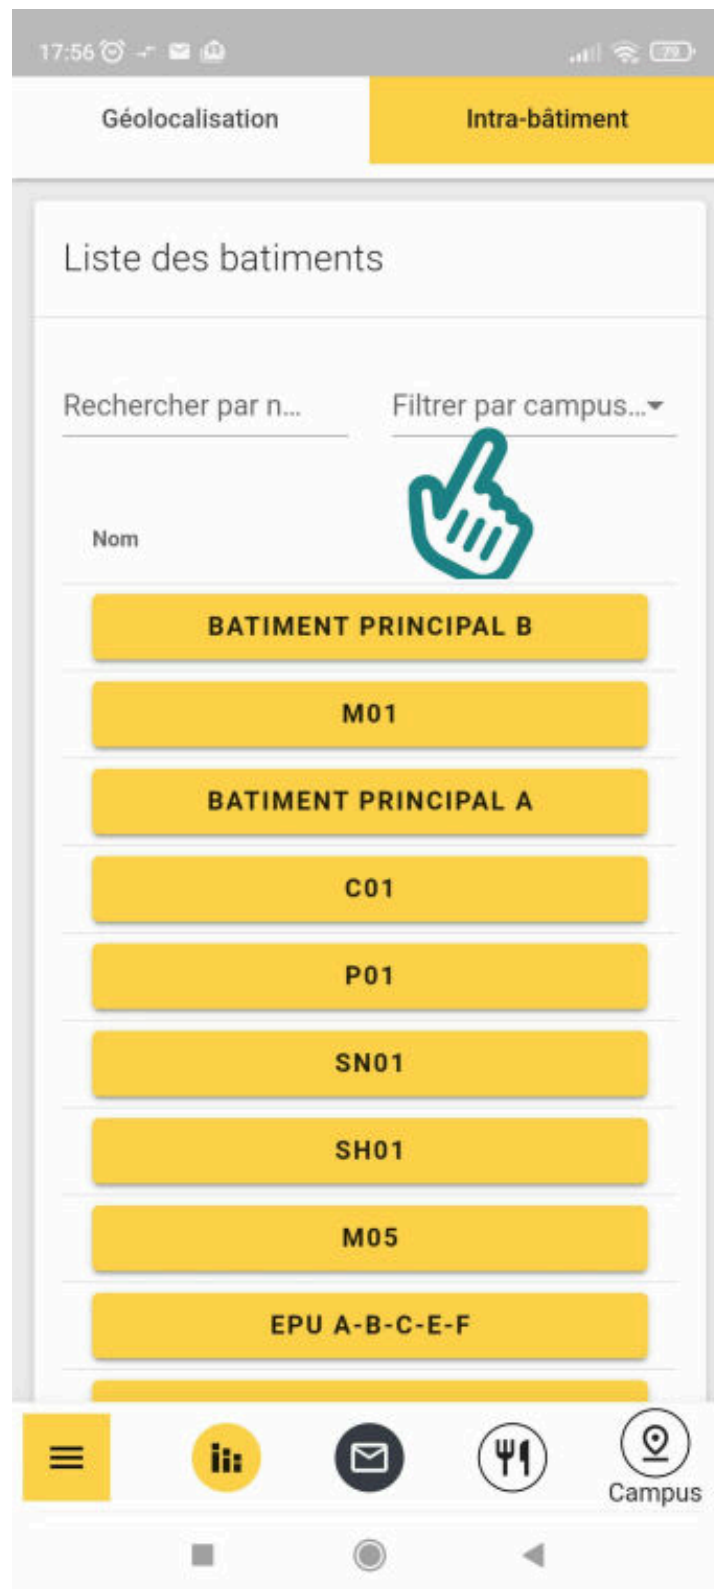 17:56
79
Géolocalisation
Intra-bâtiment
Liste des batiments
Rechercher par n...
Filtrer par campus...
Nom
BATIMENT PRINCIPAL B
M01
BATIMENT PRINCIPAL A
C01
P01
SN01
SH01
M05
EPU A-B-C-E-F
Campus